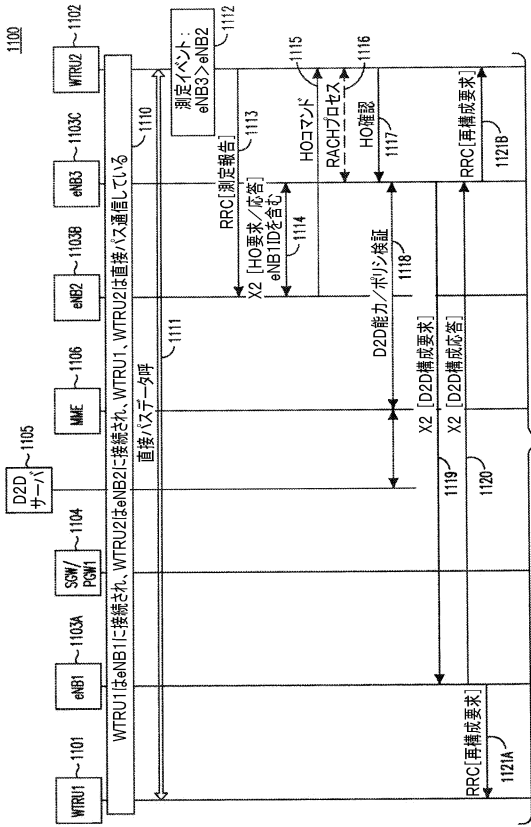 1100
WTRU1
1101
eNB1
1103A
SGW/
PGW1
1104
D2D
サーバ
1105
MME
1106
eNB2
1103B
eNB3
1103C
WTRU2
1102
WTRU1はeNB1に接続され、WTRU2はeNB2に接続され、WTRU1、WTRU2は直接パス通信している
1110
直接パスデータ呼
1111
測定イベント:
eNB3>eNB2
1112
RRC[測定報告]
1113
X2 [HO要求/応答]
eNB1IDを含む
1114
HOコマンド
1115
RACHプロセス
1116
HO確認
1117
D2D能力/ポリシ検証
1118
X2 [D2D構成要求]
1119
X2 [D2D構成応答]
1120
RRC[再構成要求]
1121A
RRC[再構成要求]
1121B